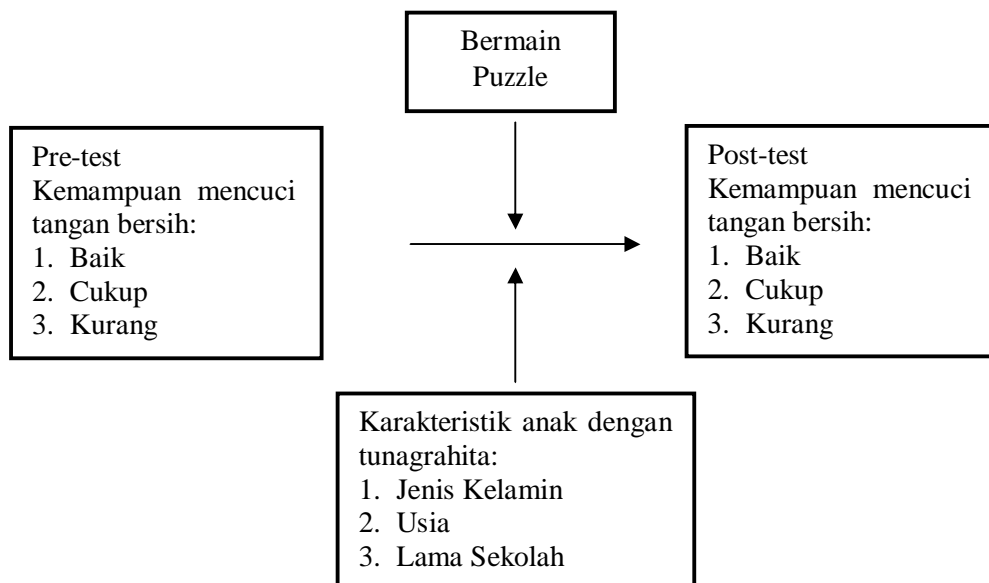 Bermain
Puzzle
Pre-test
Kemampuan mencuci
tangan bersih:
1. Baik
2. Cukup
3. Kurang
Post-test
Kemampuan mencuci
tangan bersih:
1. Baik
2. Cukup
3. Kurang
Karakteristik anak dengan
tunagrahita:
1. Jenis Kelamin
2. Usia
3. Lama Sekolah